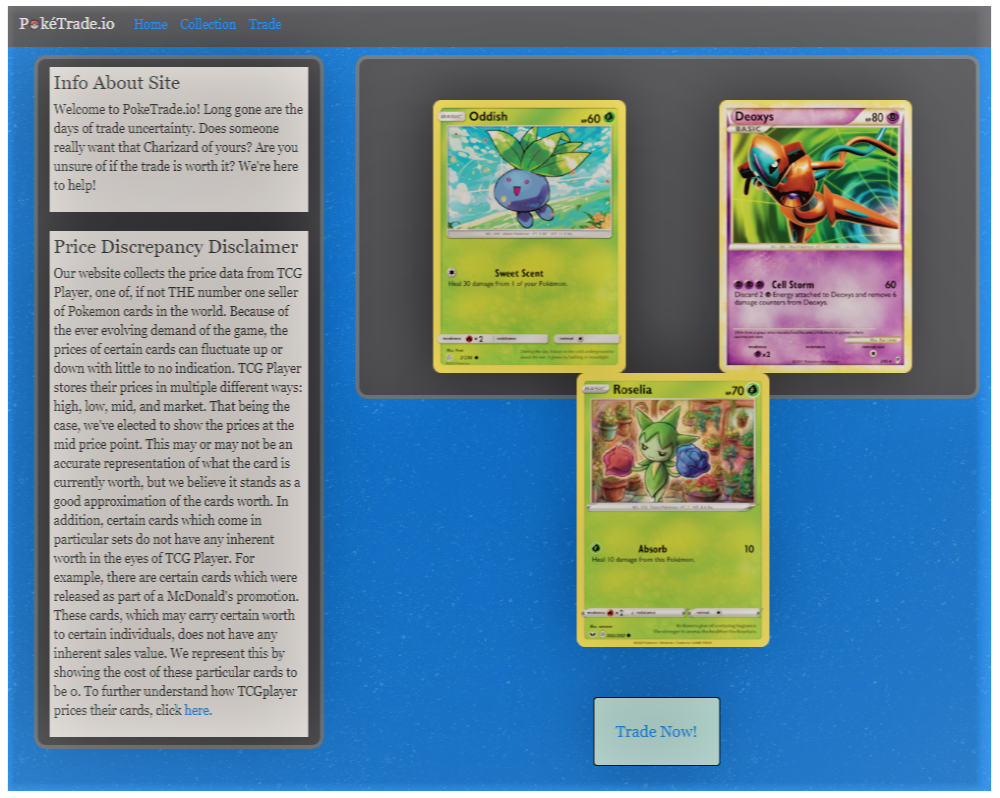 PokéTrade.io Home Collection Trade
Info About Site
Welcome to PokeTrade.io! Long gone are the
days of trade uncertainty. Does someone
really want that Charizard of yours? Are you
unsure of if the trade is worth it? We're here
to help!
Price Discrepancy Disclaimer
Our website collects the price data from TCG
Player, one of, if not THE number one seller
of Pokemon cards in the world. Because of
the ever evolving demand of the game, the
prices of certain cards can fluctuate up or
down with little to no indication. TCG Player
stores their prices in multiple different ways:
high, low, mid, and market. That being the
case, we've elected to show the prices at the
mid price point. This may or may not be an
accurate representation of what the card is
currently worth, but we believe it stands as a
good approximation of the cards worth. In
addition, certain cards which come in
particular sets do not have any inherent
worth in the eyes of TCG Player. For
example, there are certain cards which were
released as part of a McDonald's promotion.
These cards, which may carry certain worth
to certain individuals, does not have any
inherent sales value. We represent this by
showing the cost of these particular cards to
be 0. To further understand how TCGplayer
prices their cards, click here.
BASIC Oddish HP 60
Sweet Scent
Heal 30 damage from 1 of your Pokémon.
weakness ×2 resistance retreat
Deoxys HP 80
BASIC
Cell Storm 60
Discard 2 Energy attached to Deoxys and remove 6
damage counters from Deoxys.
weakness resistance retreat cost
×2
BASIC Roselia HP 70
Absorb 10
Heal 10 damage from this Pokémon.
weakness ×2 resistance retreat
Trade Now!